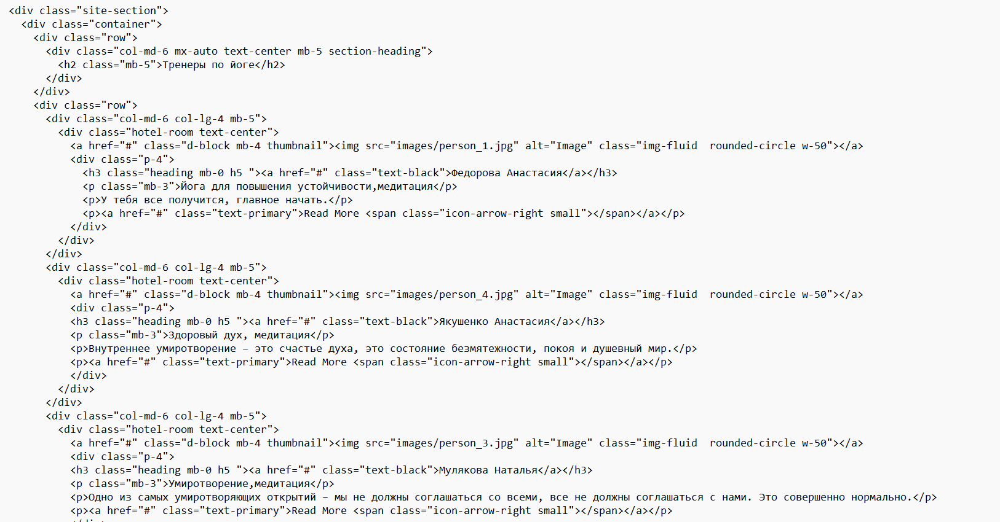 <div class="site-section">
<div class="container">
<div class="row">
<div class="col-md-6 mx-auto text-center mb-5 section-heading">
<h2 class="mb-5">Тренеры по йоге</h2>
</div>
</div>
<div class="row">
<div class="col-md-6 col-lg-4 mb-5">
<div class="hotel-room text-center">
<a href="#" class="d-block mb-4 thumbnail"><img src="images/person_1.jpg" alt="Image" class="img-fluid  rounded-circle w-50"></a>
<div class="p-4">
<h3 class="heading mb-0 h5 "><a href="#" class="text-black">Федорова Анастасия</a></h3>
<p class="mb-3">Йога для повышения устойчивости,медитация</p>
<p>У тебя все получится, главное начать.</p>
<p><a href="#" class="text-primary">Read More <span class="icon-arrow-right small"></span></a></p>
</div>
</div>
</div>
<div class="col-md-6 col-lg-4 mb-5">
<div class="hotel-room text-center">
<a href="#" class="d-block mb-4 thumbnail"><img src="images/person_4.jpg" alt="Image" class="img-fluid  rounded-circle w-50"></a>
<div class="p-4">
<h3 class="heading mb-0 h5 "><a href="#" class="text-black">Якушенко Анастасия</a></h3>
<p class="mb-3">Здоровый дух, медитация</p>
<p>Внутреннее умиротворение – это счастье духа, это состояние безмятежности, покоя и душевный мир.</p>
<p><a href="#" class="text-primary">Read More <span class="icon-arrow-right small"></span></a></p>
</div>
</div>
</div>
<div class="col-md-6 col-lg-4 mb-5">
<div class="hotel-room text-center">
<a href="#" class="d-block mb-4 thumbnail"><img src="images/person_3.jpg" alt="Image" class="img-fluid  rounded-circle w-50"></a>
<div class="p-4">
<h3 class="heading mb-0 h5 "><a href="#" class="text-black">Мулякова Наталья</a></h3>
<p class="mb-3">Умиротворение,медитация</p>
<p>Одно из самых умиротворяющих открытий – мы не должны соглашаться со всеми, все не должны соглашаться с нами. Это совершенно нормально.</p>
<p><a href="#" class="text-primary">Read More <span class="icon-arrow-right small"></span></a></p>